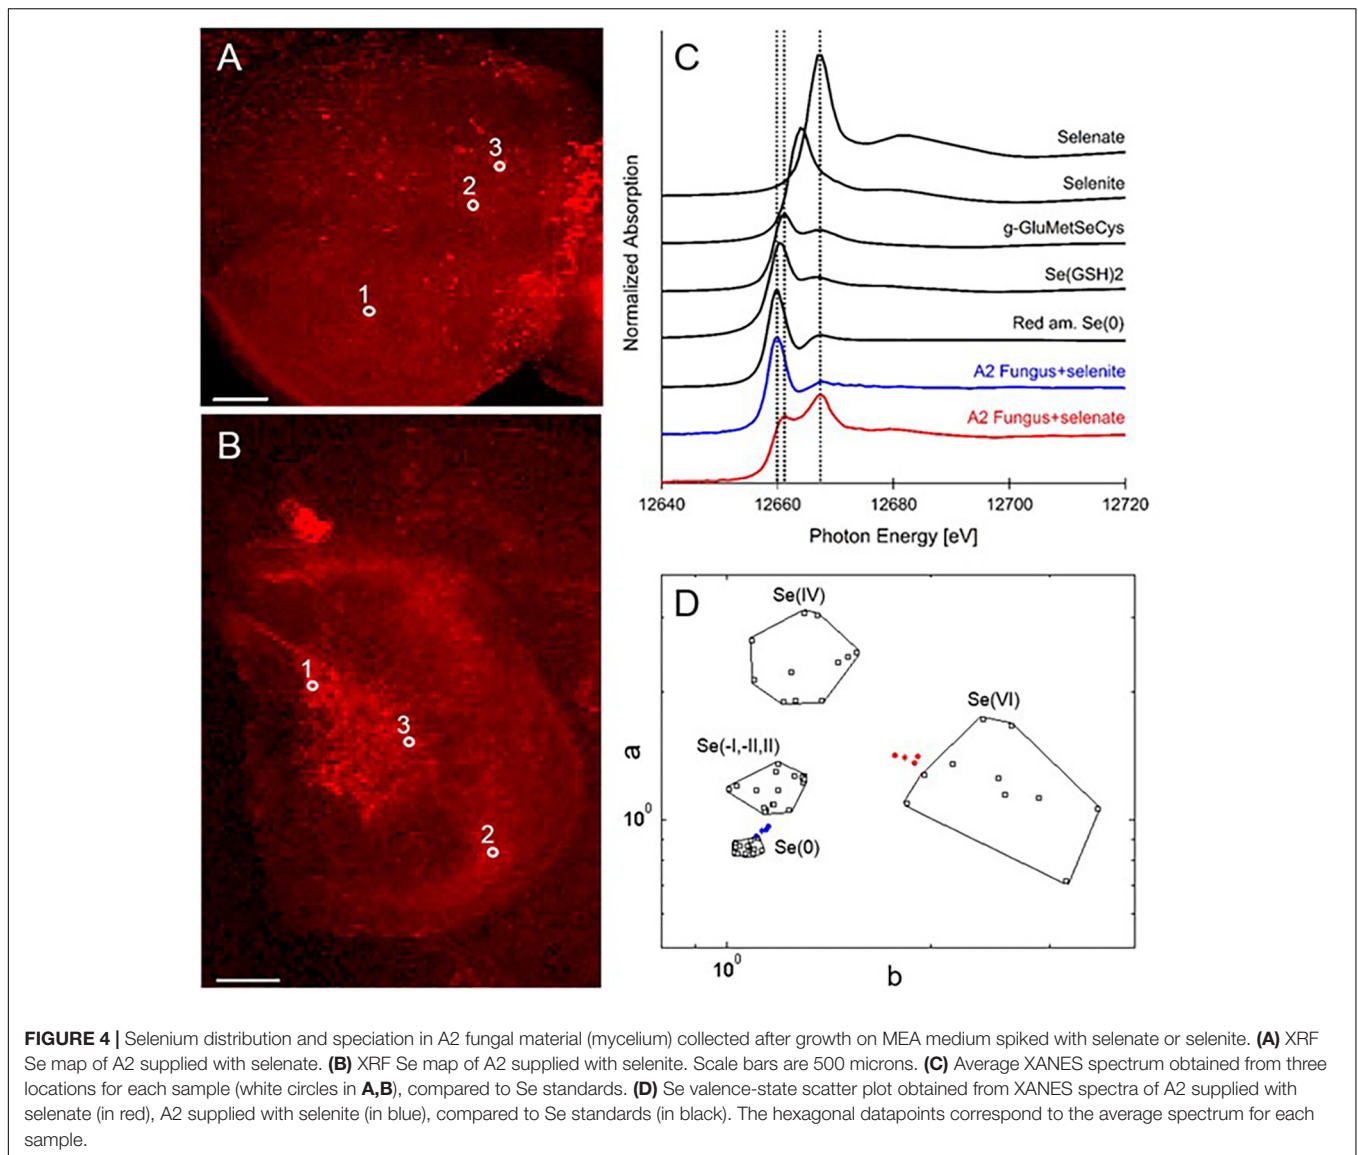 A
3
2
1
B
1
3
2
C
Normalized Absorption
Selenate
Selenite
g-GluMetSeCys
Se(GSH)2
Red am. Se(0)
A2 Fungus+selenite
A2 Fungus+selenate
12640 12660 12680 12700 12720
Photon Energy [eV]
D
Se(IV)
Se(VI)
Se(-I,-II,II)
a
10⁰
Se(0)
10⁰
b
FIGURE 4 | Selenium distribution and speciation in A2 fungal material (mycelium) collected after growth on MEA medium spiked with selenate or selenite. (A) XRF
Se map of A2 supplied with selenate. (B) XRF Se map of A2 supplied with selenite. Scale bars are 500 microns. (C) Average XANES spectrum obtained from three
locations for each sample (white circles in A,B), compared to Se standards. (D) Se valence-state scatter plot obtained from XANES spectra of A2 supplied with
selenate (in red), A2 supplied with selenite (in blue), compared to Se standards (in black). The hexagonal datapoints correspond to the average spectrum for each
sample.